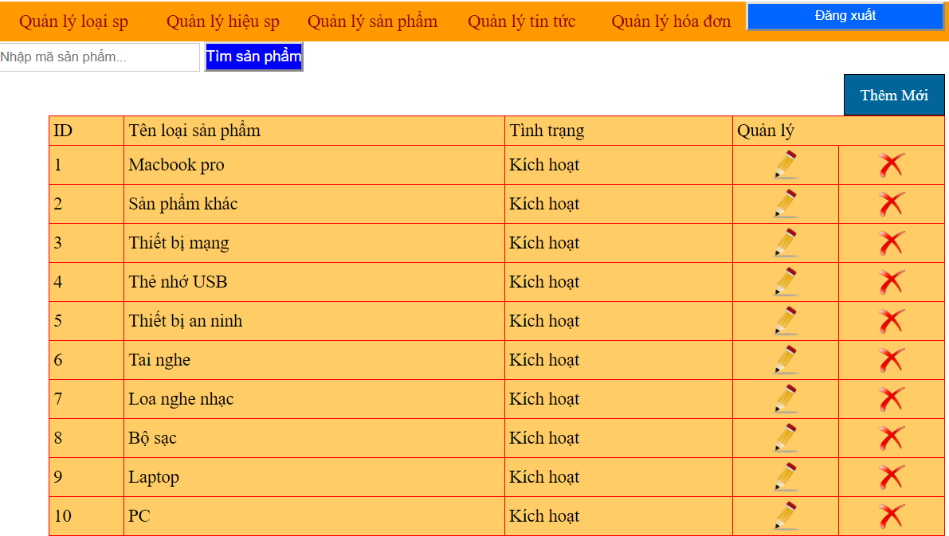 Quản lý loại sp Quản lý hiệu sp Quản lý sản phẩm Quản lý tin tức Quản lý hóa đơn Đăng xuất
Nhập mã sản phẩm... Tìm sản phẩm
Thêm Mới
ID Tên loại sản phẩm Tình trạng Quản lý
1 Macbook pro Kích hoạt
2 Sản phẩm khác Kích hoạt
3 Thiết bị mạng Kích hoạt
4 Thẻ nhớ USB Kích hoạt
5 Thiết bị an ninh Kích hoạt
6 Tai nghe Kích hoạt
7 Loa nghe nhạc Kích hoạt
8 Bộ sạc Kích hoạt
9 Laptop Kích hoạt
10 PC Kích hoạt